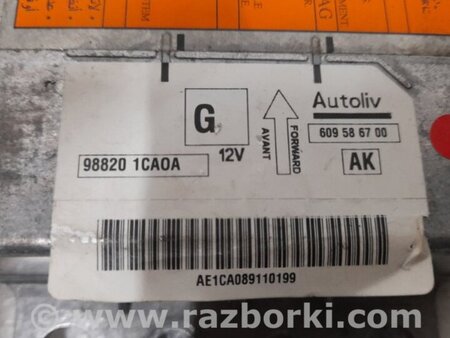 Autoliv
G
609 58 67 00
12V
AVANT
FORWARD
98820 1CA0A
AK
AE1CA089110199
© www.razborki.com